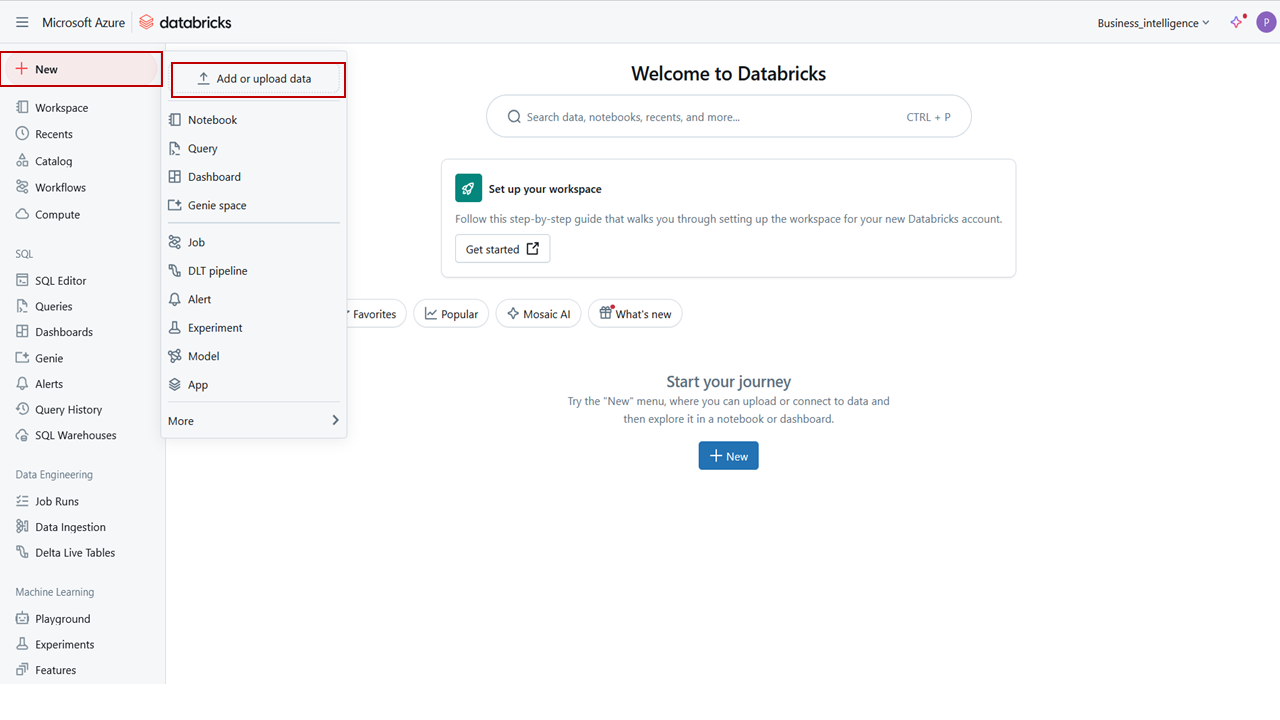 Microsoft Azure databricks
Business_intelligence
P
New
Workspace
Recents
Catalog
Workflows
Compute
SQL
SQL Editor
Queries
Dashboards
Genie
Alerts
Query History
SQL Warehouses
Data Engineering
Job Runs
Data Ingestion
Delta Live Tables
Machine Learning
Playground
Experiments
Features
Add or upload data
Notebook
Query
Dashboard
Genie space
Job
DLT pipeline
Alert
Experiment
Model
App
More
Welcome to Databricks
Search data, notebooks, recents, and more... CTRL + P
Set up your workspace
Follow this step-by-step guide that walks you through setting up the workspace for your new Databricks account.
Get started
Favorites Popular Mosaic AI What's new
Start your journey
Try the "New" menu, where you can upload or connect to data and
then explore it in a notebook or dashboard.
New